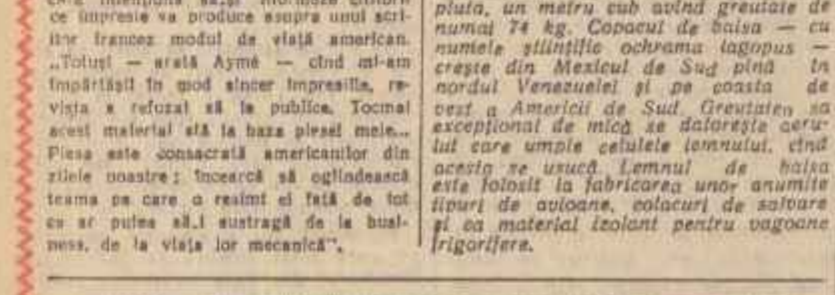 ce impresie va produce asupra unui scri-
itor francez modul de viață american.
„Totuși — arată Aymé — cînd mi-am
împărtășit în mod sincer impresiile, re-
vista a refuzat să le publice. Tocmai
acest material stă la baza piesei mele...
Piesa este consacrată americanilor din
zilele noastre; încearcă să oglindească
teama pe care o resimt ei față de tot
ce ar putea să-i sustragă de la busi-
ness, de la viața lor mecanică”.
pluta, un metru cub avînd greutate de
numai 74 kg. Copacul de balsa — cu
numele științific ochrama lagopus —
crește din Mexicul de Sud pînă în
nordul Venezuelei și pe coasta de
vest a Americii de Sud. Greutatea sa
excepțional de mică se datorește aeru-
lui care umple celulele lemnului, cînd
acesta se usucă. Lemnul de balsa
este folosit la fabricarea unor anumite
tipuri de avioane, colacuri de salvare
și ca material izolant pentru vagoane
frigorifere.